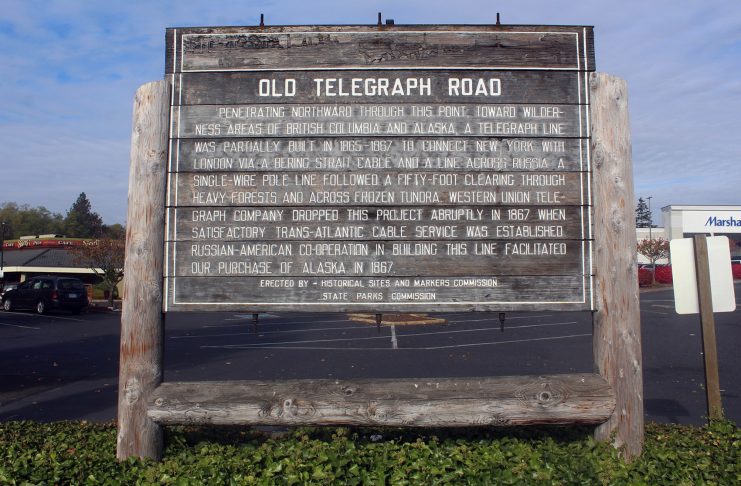 OLD TELEGRAPH ROAD
PENETRATING NORTHWARD THROUGH THIS POINT, TOWARD WILDER-
NESS AREAS OF BRITISH COLUMBIA AND ALASKA, A TELEGRAPH LINE
WAS PARTIALLY BUILT IN 1865-1867 TO CONNECT NEW YORK WITH
LONDON VIA A BERING STRAIT CABLE AND A LINE ACROSS RUSSIA. A
SINGLE-WIRE POLE LINE FOLLOWED A FIFTY-FOOT CLEARING THROUGH
HEAVY FORESTS AND ACROSS FROZEN TUNDRA. WESTERN UNION TELE-
GRAPH COMPANY DROPPED THIS PROJECT ABRUPTLY IN 1867 WHEN
SATISFACTORY TRANS-ATLANTIC CABLE SERVICE WAS ESTABLISHED.
RUSSIAN-AMERICAN CO-OPERATION IN BUILDING THIS LINE FACILITATED
OUR PURCHASE OF ALASKA IN 1867.
ERECTED BY - HISTORICAL SITES AND MARKERS COMMISSION
STATE PARKS COMMISSION
Marsha